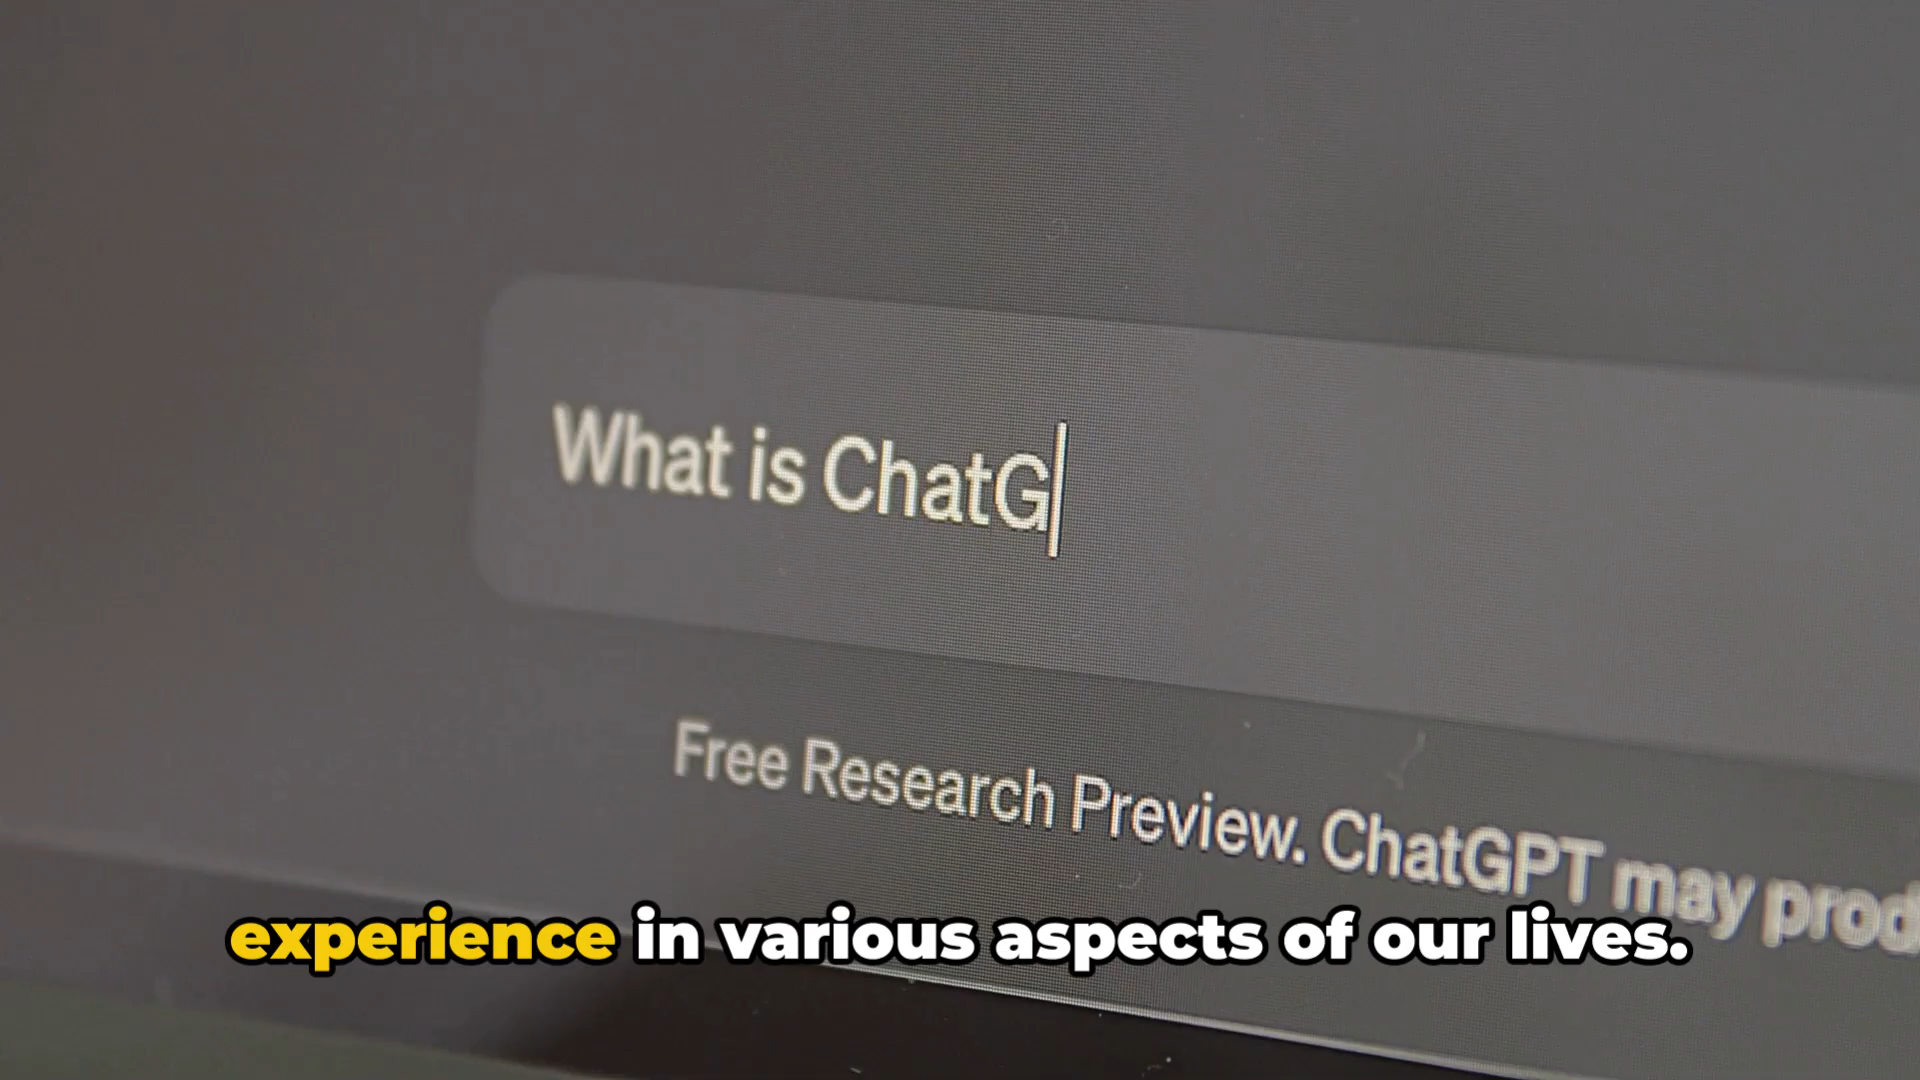 What is ChatG
Free Research Preview. ChatGPT may prod
experience in various aspects of our lives.